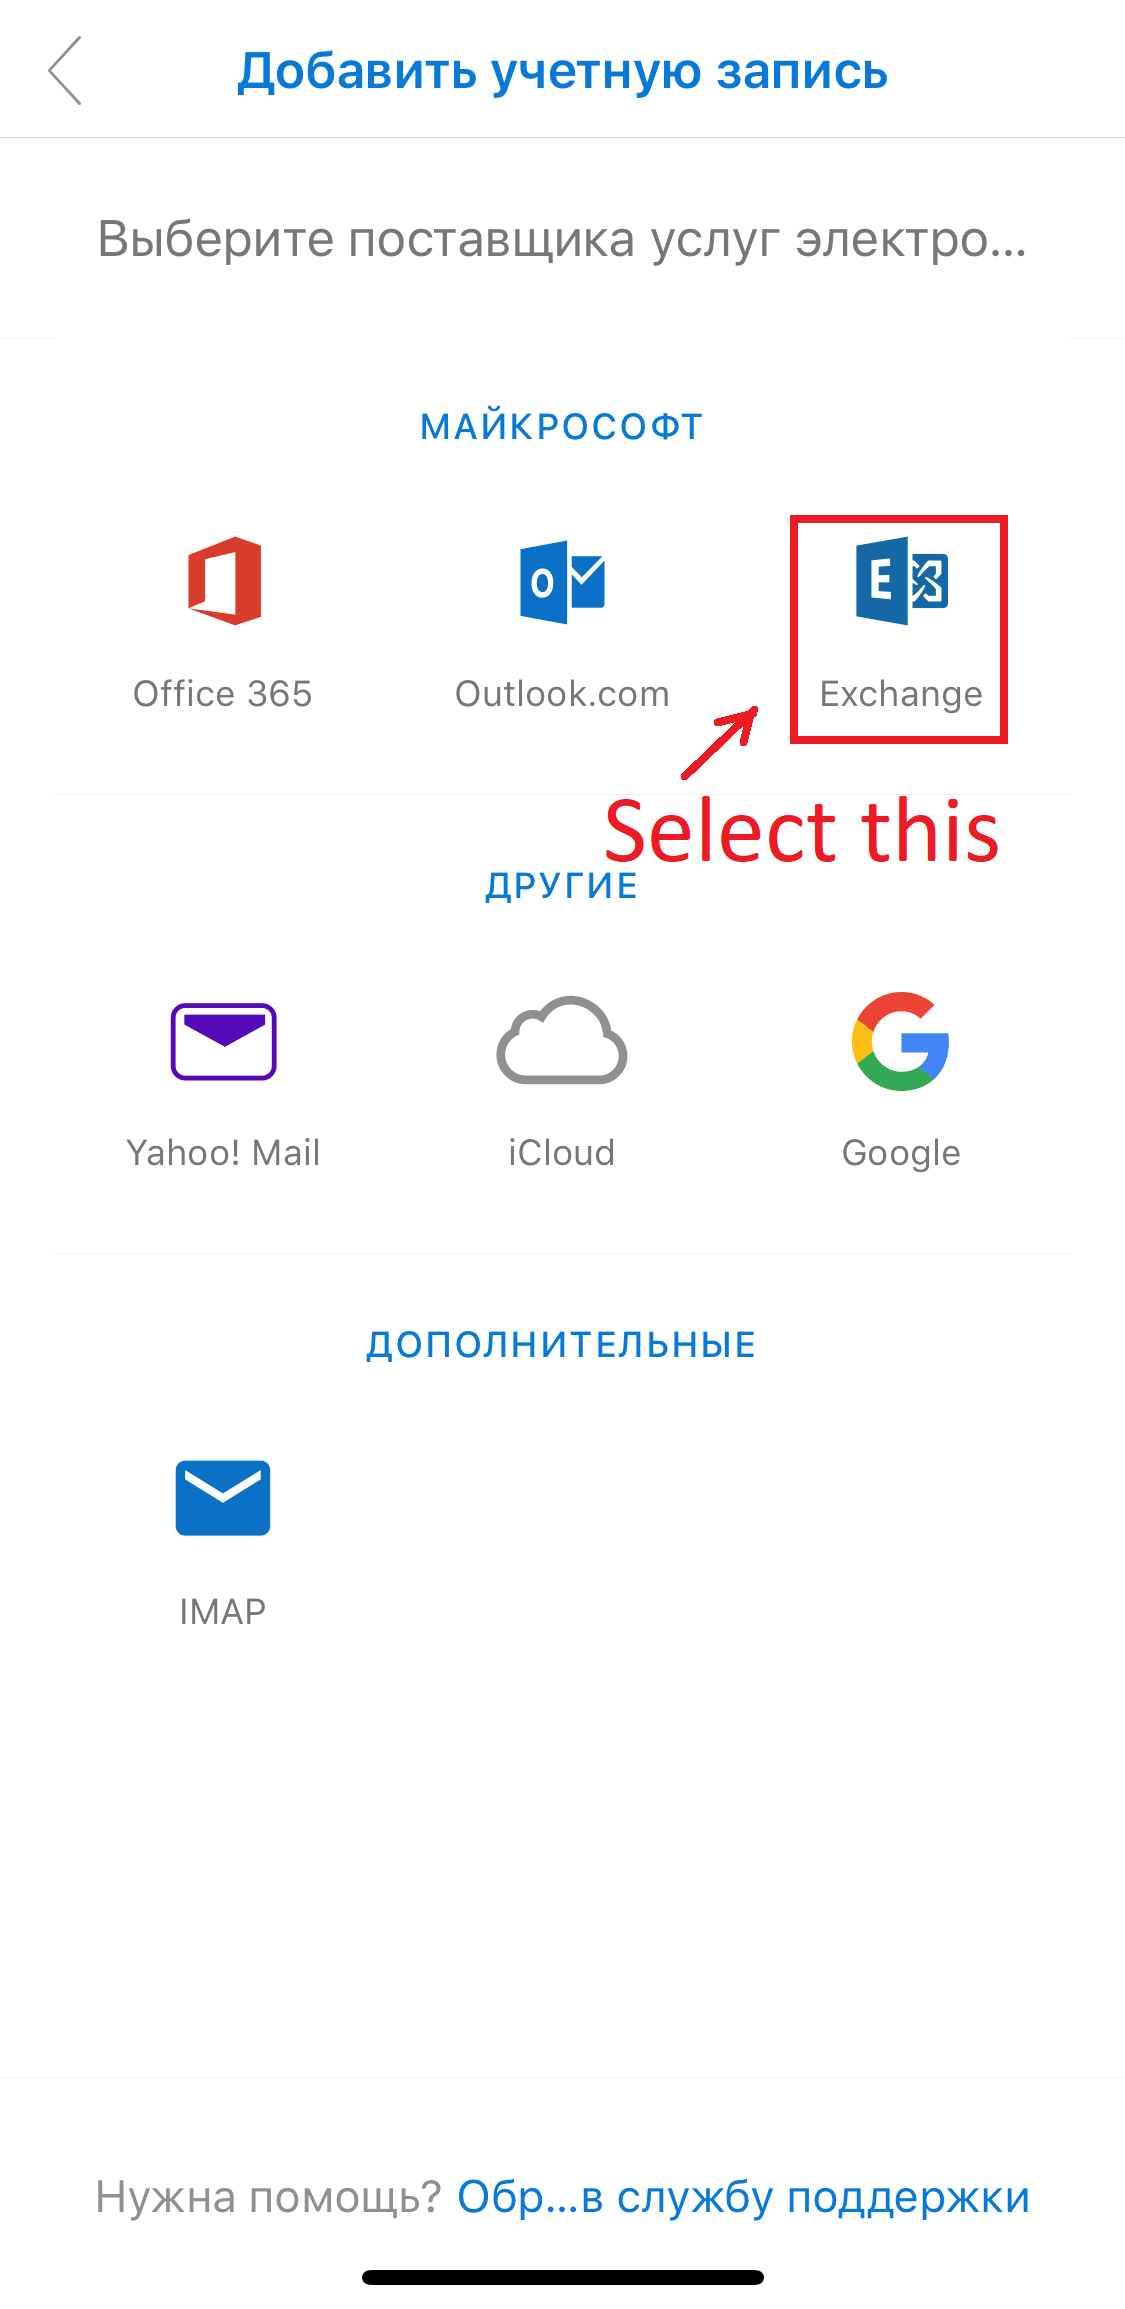 Добавить учетную запись
Выберите поставщика услуг электро...
МАЙКРОСОФТ
Office 365
Outlook.com
Exchange
Select this
ДРУГИЕ
Yahoo! Mail
iCloud
Google
ДОПОЛНИТЕЛЬНЫЕ
IMAP
Нужна помощь? Обр...в службу поддержки